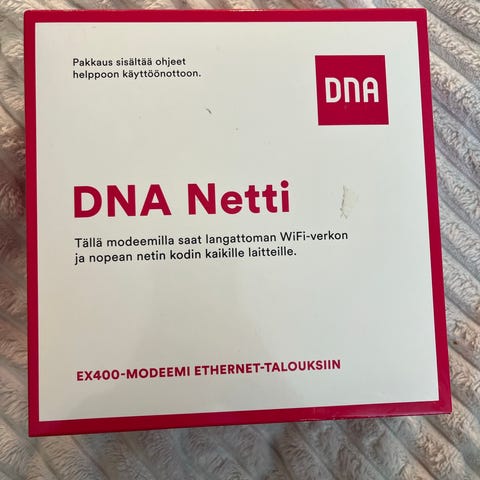 Pakkaus sisältää ohjeet
helppoon käyttöönottoon.
DNA
DNA Netti
Tällä modeemilla saat langattoman WiFi-verkon
ja nopean netin kodin kaikille laitteille.
EX400-MODEEMI ETHERNET-TALOUKSIIN